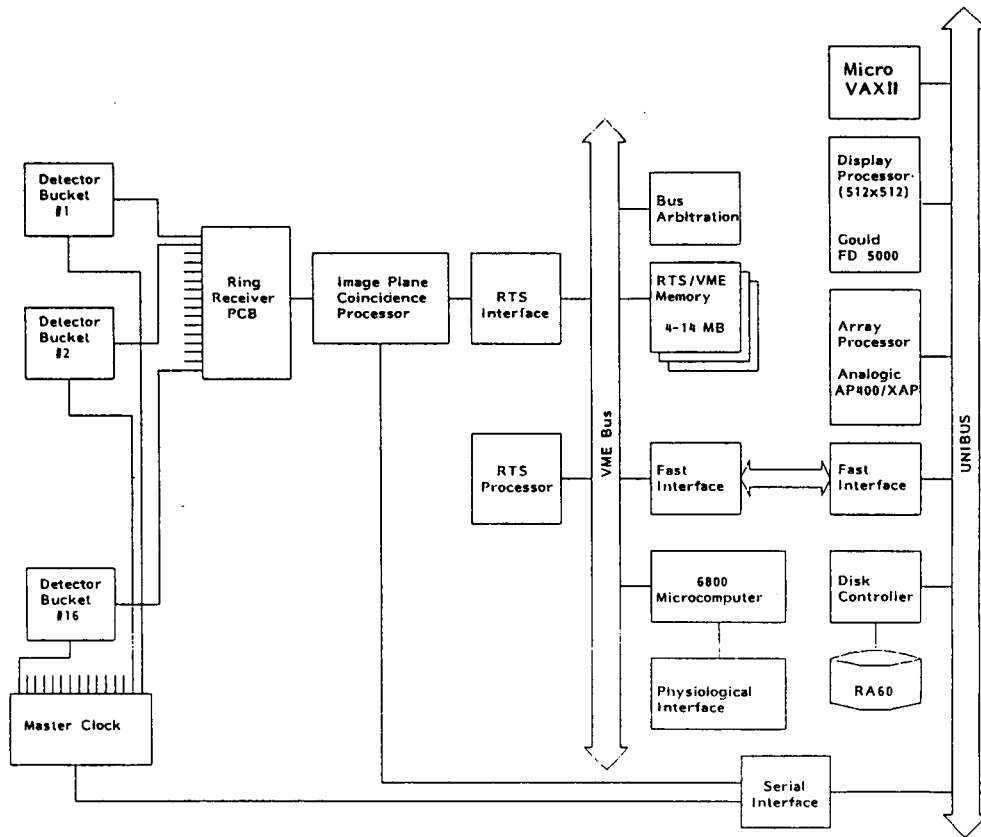 Detector
Bucket
#1
Detector
Bucket
#2
Detector
Bucket
#16
Master Clock
Ring
Receiver
PCB
Image Plane
Coincidence
Processor
RTS
Interface
RTS
Processor
VME Bus
Bus
Arbitration
RTS/VME
Memory
4-14 MB
Fast
Interface
6800
Microcomputer
Physiological
Interface
Serial
Interface
Micro
VAXII
Display
Processor
(512x512)
Gould
FD 5000
Array
Processor
Analogic
AP400/XAP
Fast
Interface
Disk
Controller
RA60
UNIBUS